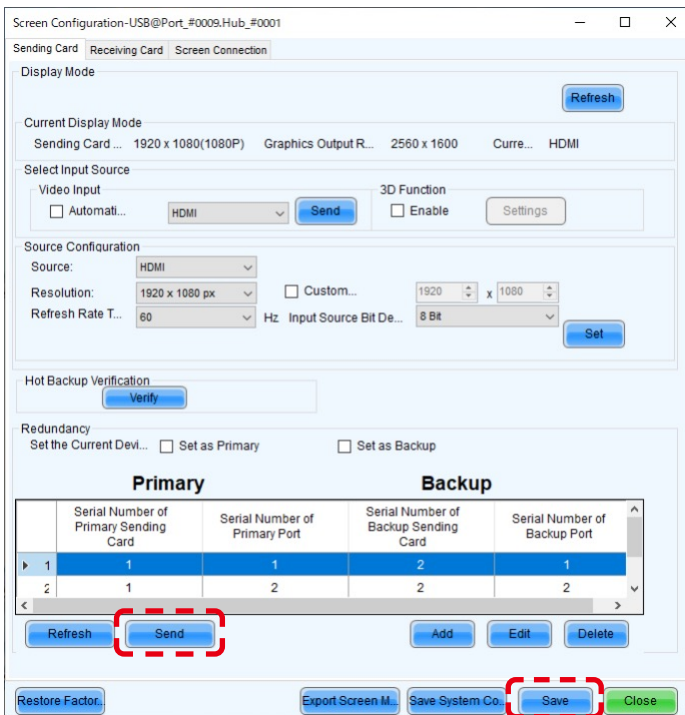 Screen Configuration-USB@Port_#0009.Hub_#0001
Sending Card Receiving Card Screen Connection
Display Mode
Refresh
Current Display Mode
Sending Card ... 1920 x 1080(1080P) Graphics Output R... 2560 x 1600 Curre... HDMI
Select Input Source
Video Input 3D Function
Automati... HDMI Send Enable Settings
Source Configuration
Source: HDMI
Resolution: 1920 x 1080 px Custom... 1920 x 1080
Refresh Rate T... 60 Hz Input Source Bit De... 8 Bit
Set
Hot Backup Verification
Verify
Redundancy
Set the Current Devi... Set as Primary Set as Backup
Primary Backup
Serial Number of Primary Sending Card Serial Number of Primary Port Serial Number of Backup Sending Card Serial Number of Backup Port
1 1 1 2 1
2 1 2 2 2
Refresh Send Add Edit Delete
Restore Factor... Export Screen M... Save System Co... Save Close